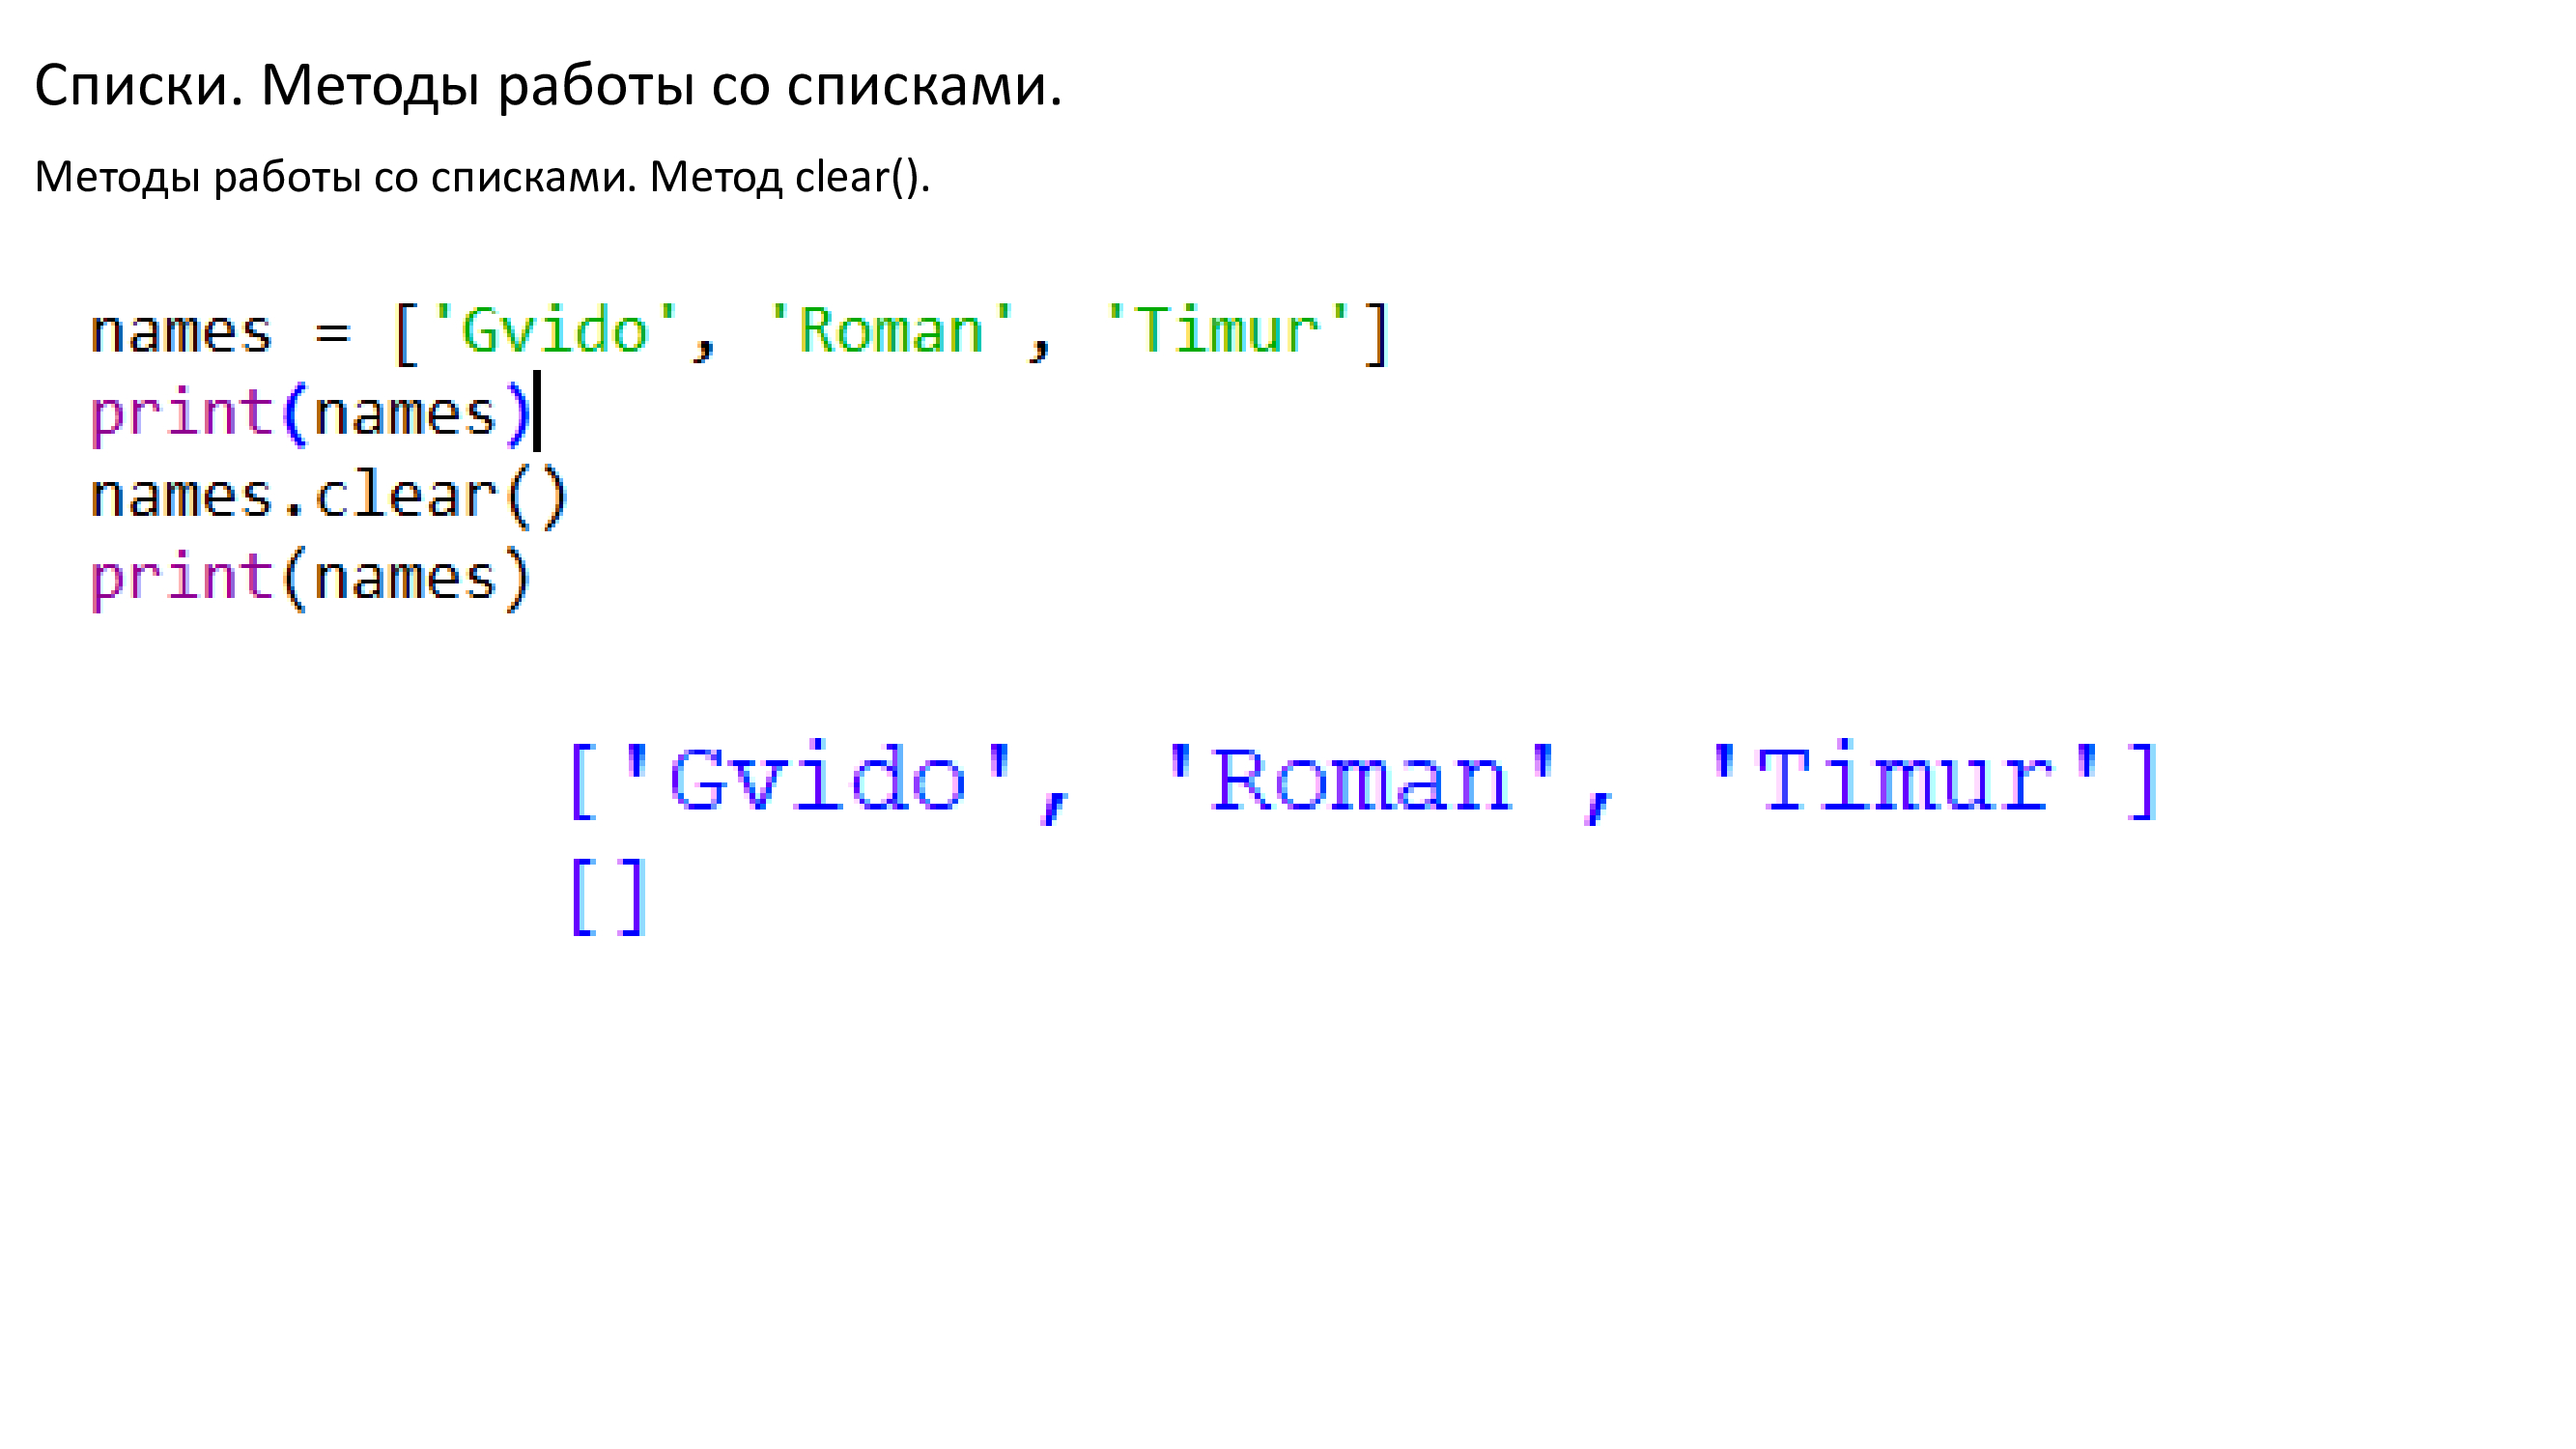 Списки. Методы работы со списками.
Методы работы со списками. Метод clear().
names = ['Gvido', 'Roman', 'Timur']
print(names)
names.clear()
print(names)
['Gvido', 'Roman', 'Timur']
[]